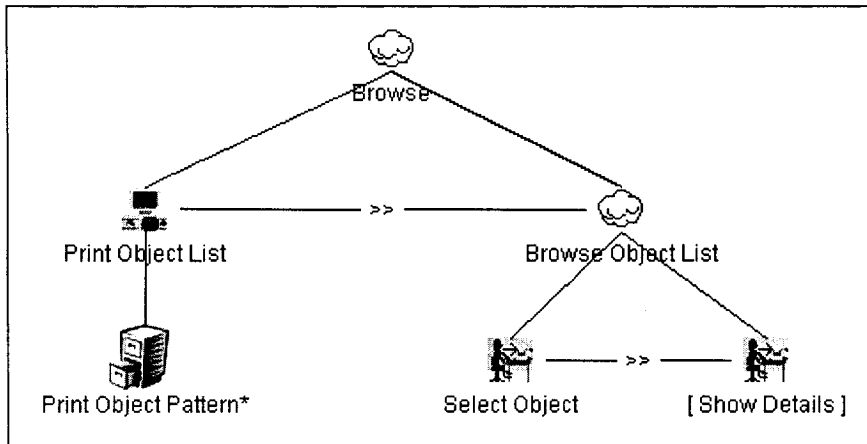 Browse
>>
Print Object List
Browse Object List
>>
Print Object Pattern*
Select Object
[ Show Details ]